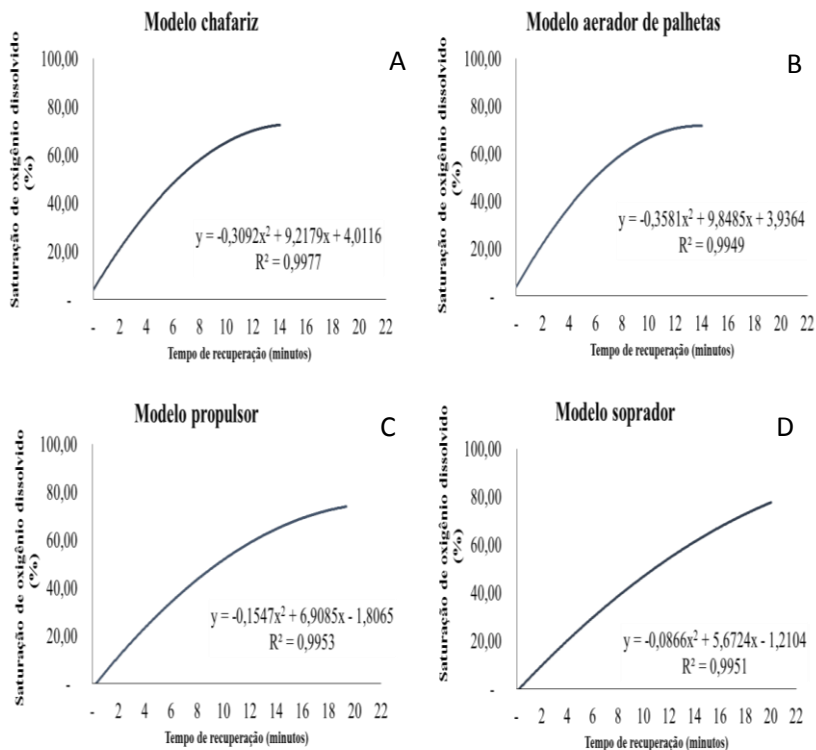 Modelo chafariz
A
Saturação de oxigênio dissolvido
(%)
100,00
80,00
60,00
40,00
20,00
-
y = -0,3092x² + 9,2179x + 4,0116
R² = 0,9977
- 2 4 6 8 10 12 14 16 18 20 22
Tempo de recuperação (minutos)
Modelo aerador de palhetas
B
Saturação de oxigênio dissolvido
(%)
100,00
80,00
60,00
40,00
20,00
-
y = -0,3581x² + 9,8485x + 3,9364
R² = 0,9949
- 2 4 6 8 10 12 14 16 18 20 22
Tempo de recuperação (minutos)
Modelo propulsor
C
Saturação de oxigênio dissolvido
(%)
100,00
80,00
60,00
40,00
20,00
-
y = -0,1547x² + 6,9085x - 1,8065
R² = 0,9953
- 2 4 6 8 10 12 14 16 18 20 22
Tempo de recuperação (minutos)
Modelo soprador
D
Saturação de oxigênio dissolvido
(%)
100,00
80,00
60,00
40,00
20,00
-
y = -0,0866x² + 5,6724x - 1,2104
R² = 0,9951
- 2 4 6 8 10 12 14 16 18 20 22
Tempo de recuperação (minutos)